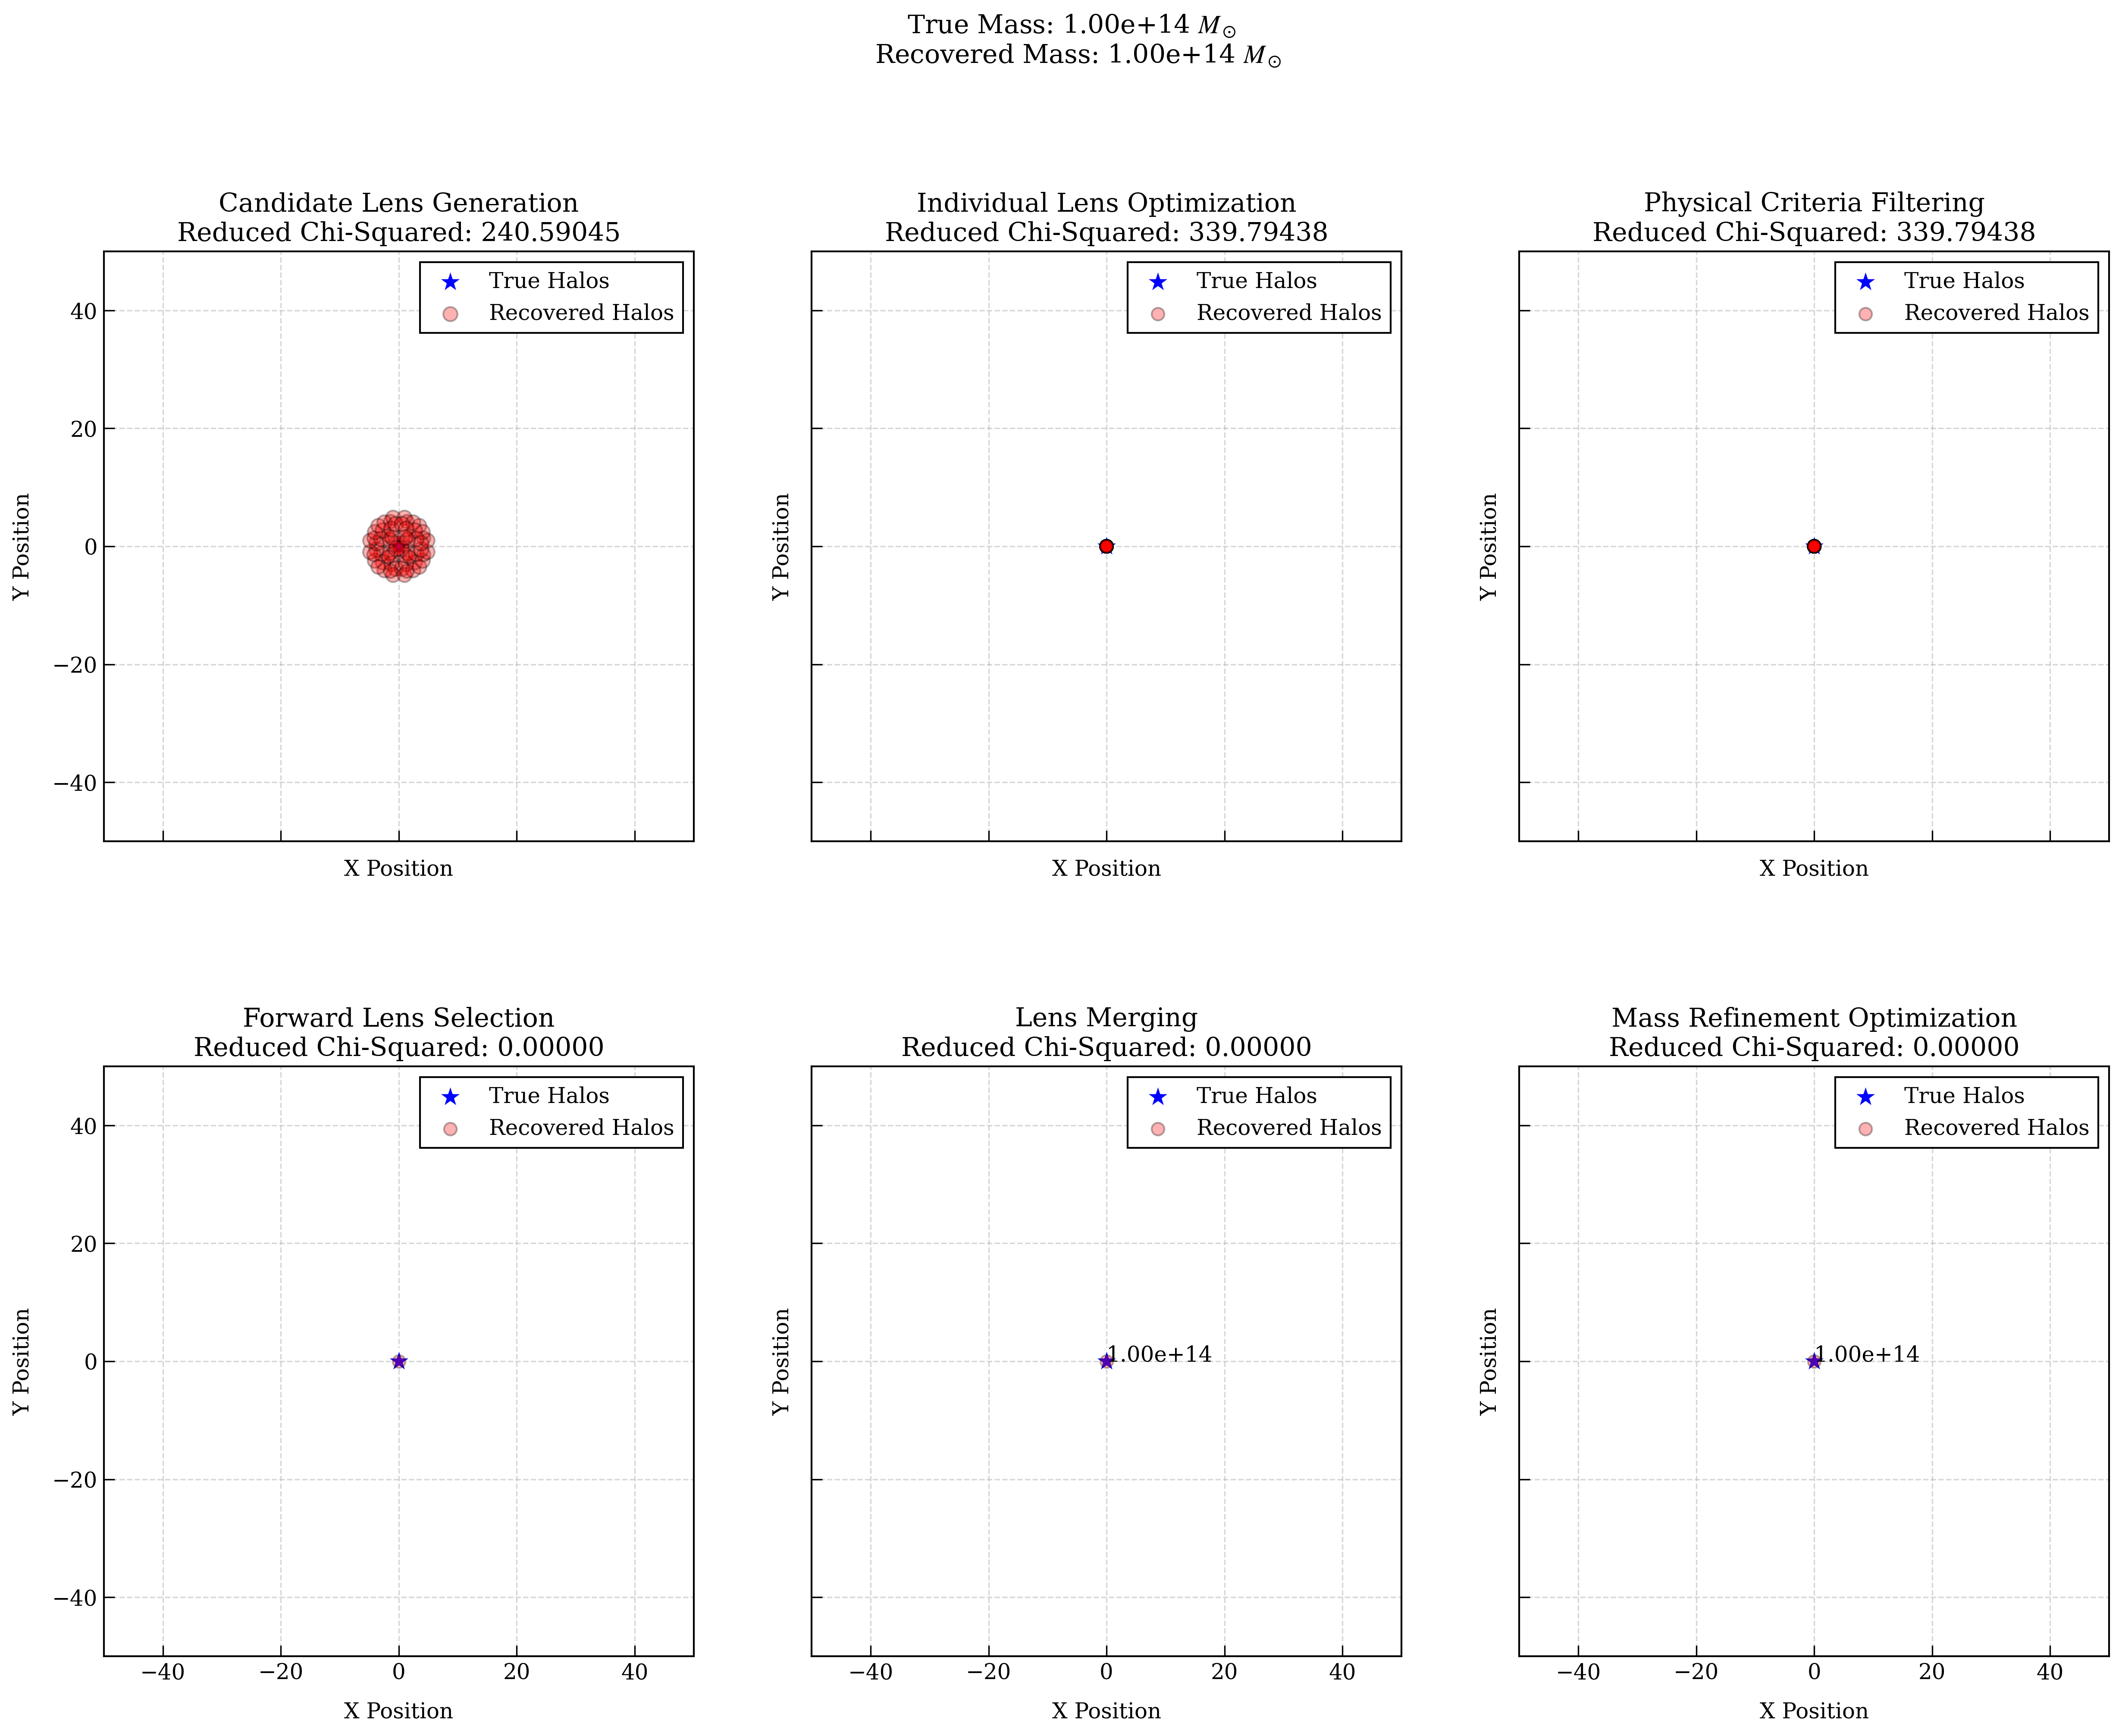 True Mass: 1.00e+14 M⊙
Recovered Mass: 1.00e+14 M⊙
Candidate Lens Generation
Reduced Chi-Squared: 240.59045
True Halos
Recovered Halos
40
20
0
−20
−40
Y Position
X Position
Individual Lens Optimization
Reduced Chi-Squared: 339.79438
True Halos
Recovered Halos
Y Position
X Position
Physical Criteria Filtering
Reduced Chi-Squared: 339.79438
True Halos
Recovered Halos
Y Position
X Position
Forward Lens Selection
Reduced Chi-Squared: 0.00000
True Halos
Recovered Halos
40
20
0
−20
−40
Y Position
−40 −20 0 20 40
X Position
Lens Merging
Reduced Chi-Squared: 0.00000
True Halos
Recovered Halos
1.00e+14
Y Position
−40 −20 0 20 40
X Position
Mass Refinement Optimization
Reduced Chi-Squared: 0.00000
True Halos
Recovered Halos
1.00e+14
Y Position
−40 −20 0 20 40
X Position